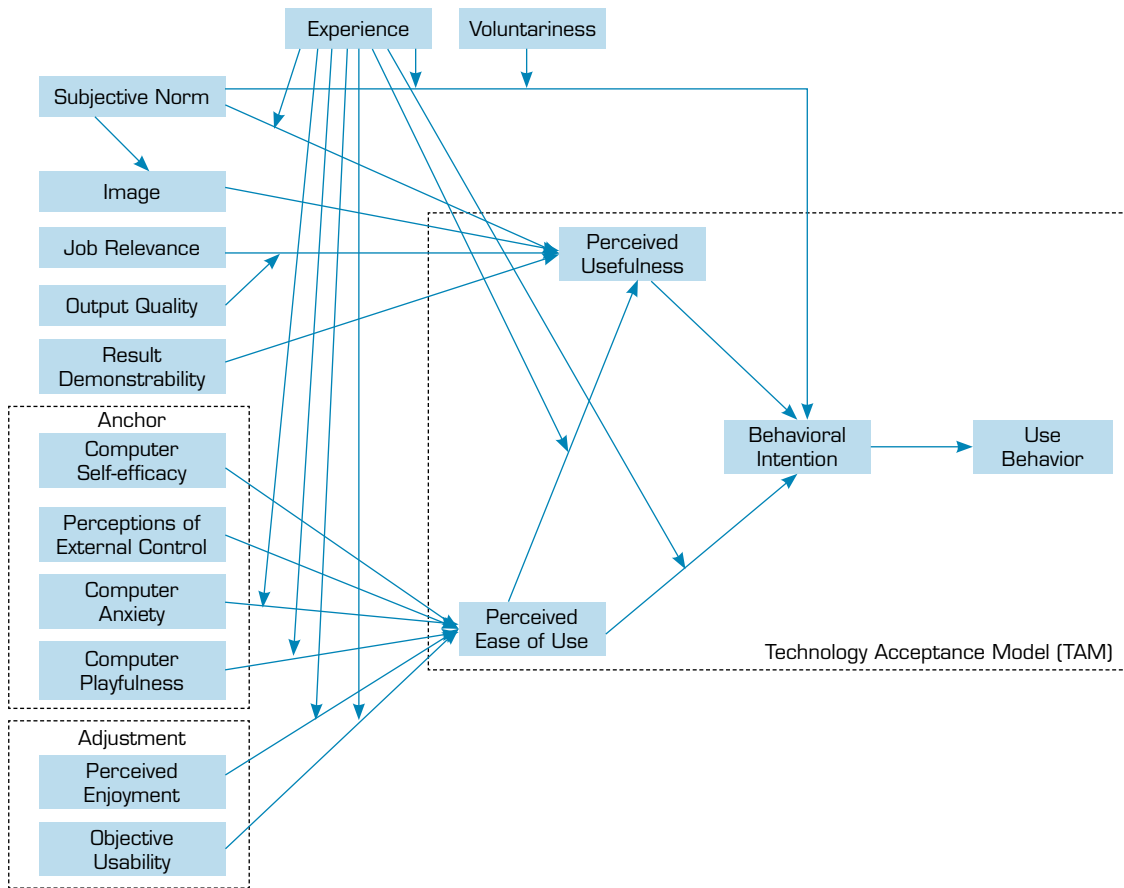 Experience
Voluntariness
Subjective Norm
Image
Job Relevance
Output Quality
Result
Demonstrability
Perceived
Usefulness
Anchor
Computer
Self-efficacy
Perceptions of
External Control
Computer
Anxiety
Computer
Playfulness
Behavioral
Intention
Use
Behavior
Perceived
Ease of Use
Technology Acceptance Model (TAM)
Adjustment
Perceived
Enjoyment
Objective
Usability